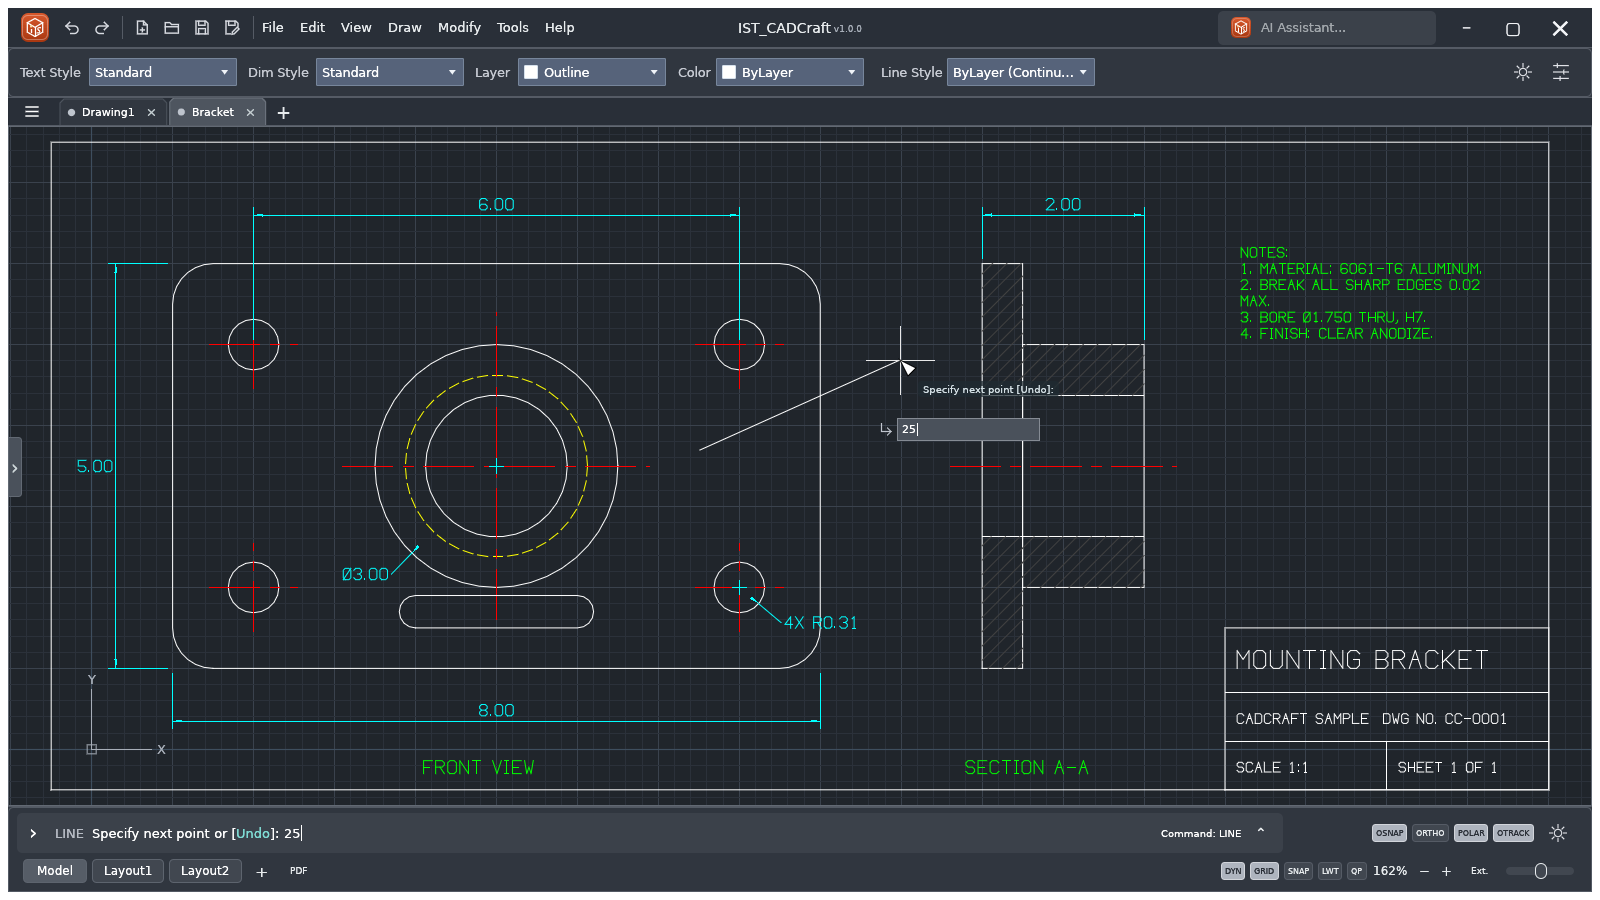 File Edit View Draw Modify Tools Help
IST_CADCraft v1.0.0
AI Assistant...
Text Style Standard Dim Style Standard Layer Outline Color ByLayer Line Style ByLayer (Continu...
Drawing1 Bracket
6.00
2.00
NOTES:
1. MATERIAL: 6061-T6 ALUMINUM.
2. BREAK ALL SHARP EDGES 0.02
MAX.
3. BORE Ø1.750 THRU, H7.
4. FINISH: CLEAR ANODIZE.
Specify next point [Undo]:
25
5.00
Ø3.00
4X R0.31
8.00
Y
X
FRONT VIEW
SECTION A-A
MOUNTING BRACKET
CADCRAFT SAMPLE DWG NO. CC-0001
SCALE 1:1 SHEET 1 OF 1
LINE Specify next point or [Undo]: 25
Command: LINE
OSNAP ORTHO POLAR OTRACK
Model Layout1 Layout2 + PDF
DYN GRID SNAP LWT QP 162% − + Ext.